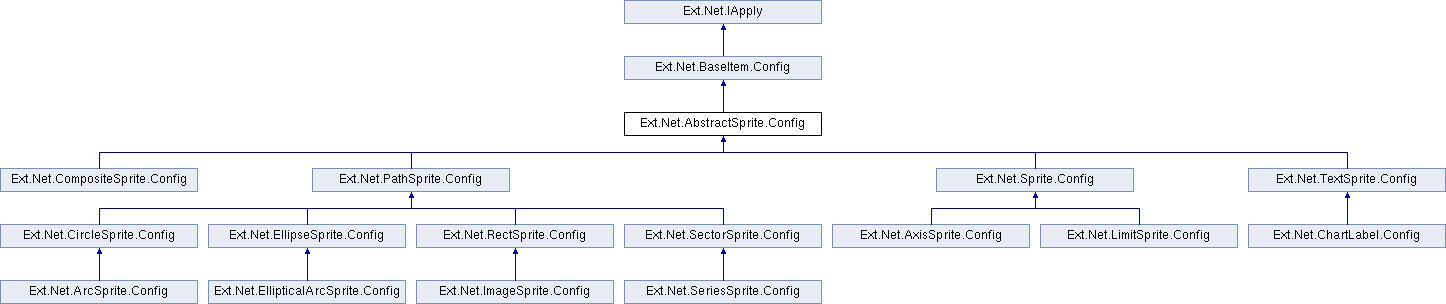 Ext.Net.IApply
Ext.Net.BaseItem.Config
Ext.Net.AbstractSprite.Config
Ext.Net.CompositeSprite.Config
Ext.Net.PathSprite.Config
Ext.Net.Sprite.Config
Ext.Net.TextSprite.Config
Ext.Net.CircleSprite.Config
Ext.Net.EllipseSprite.Config
Ext.Net.RectSprite.Config
Ext.Net.SectorSprite.Config
Ext.Net.AxisSprite.Config
Ext.Net.LimitSprite.Config
Ext.Net.ChartLabel.Config
Ext.Net.ArcSprite.Config
Ext.Net.EllipticalArcSprite.Config
Ext.Net.ImageSprite.Config
Ext.Net.SeriesSprite.Config